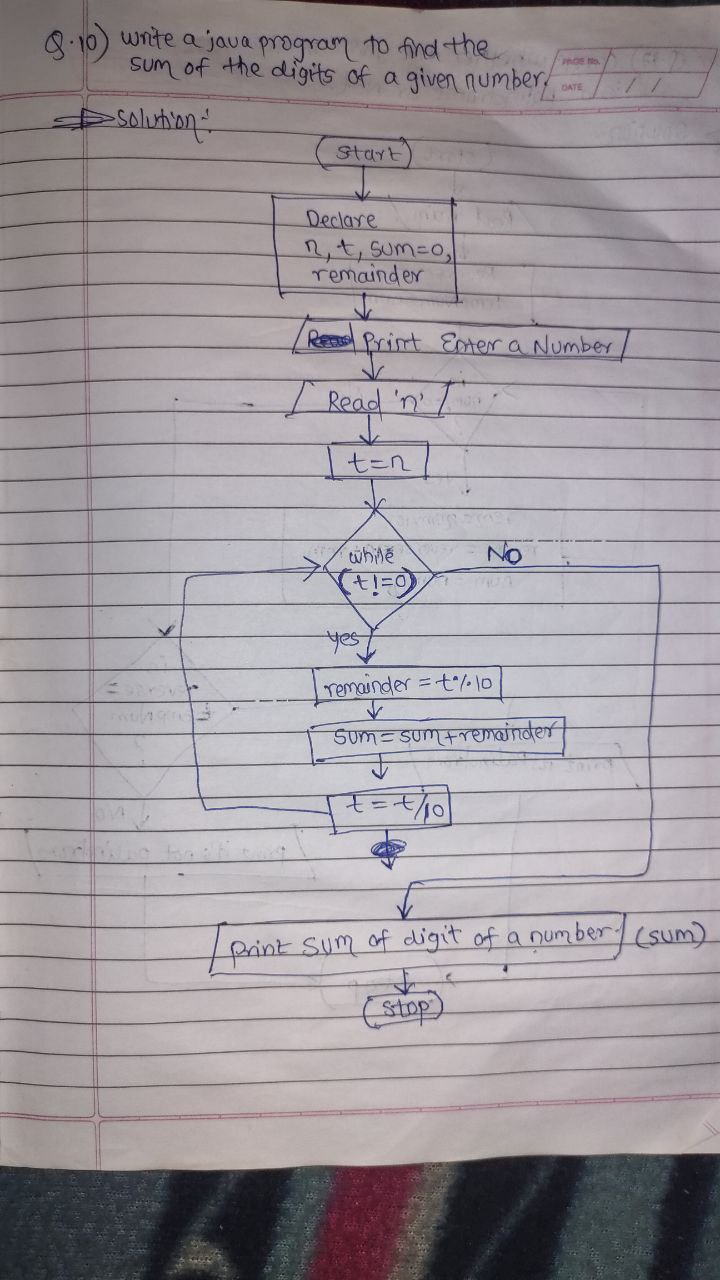 Q.10) write a java program to find the
sum of the digits of a given number.
PAGE No.
DATE / /
Solution:
Start
Declare
n, t, sum=0,
remainder
Print Enter a Number
Read 'n'
t=n
while
(t!=0)
No
yes
remainder = t%10
sum = sum+remainder
t = t/10
print sum of digit of a number. (sum)
stop